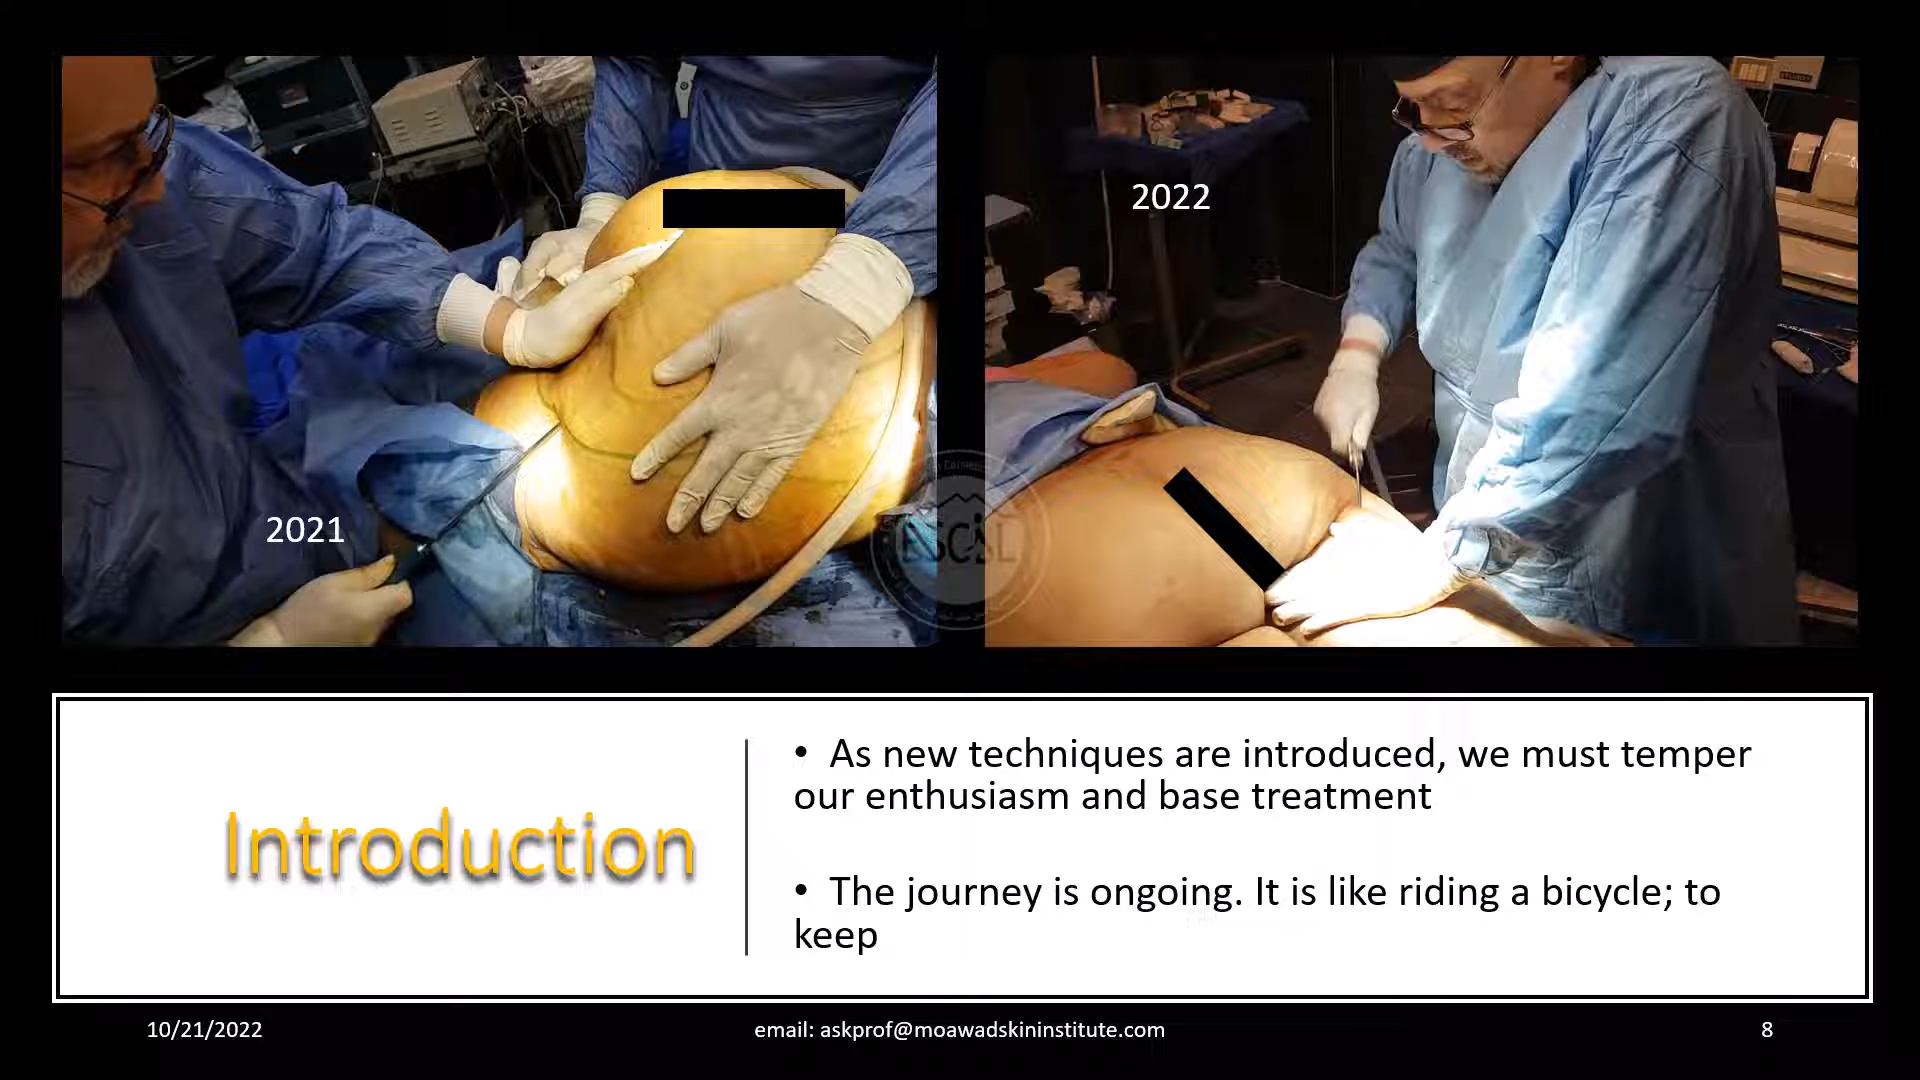 2021
2022
ESCSL
Introduction
• As new techniques are introduced, we must temper
our enthusiasm and base treatment
• The journey is ongoing. It is like riding a bicycle; to
keep
10/21/2022
email: askprof@moawadskininstitute.com
8